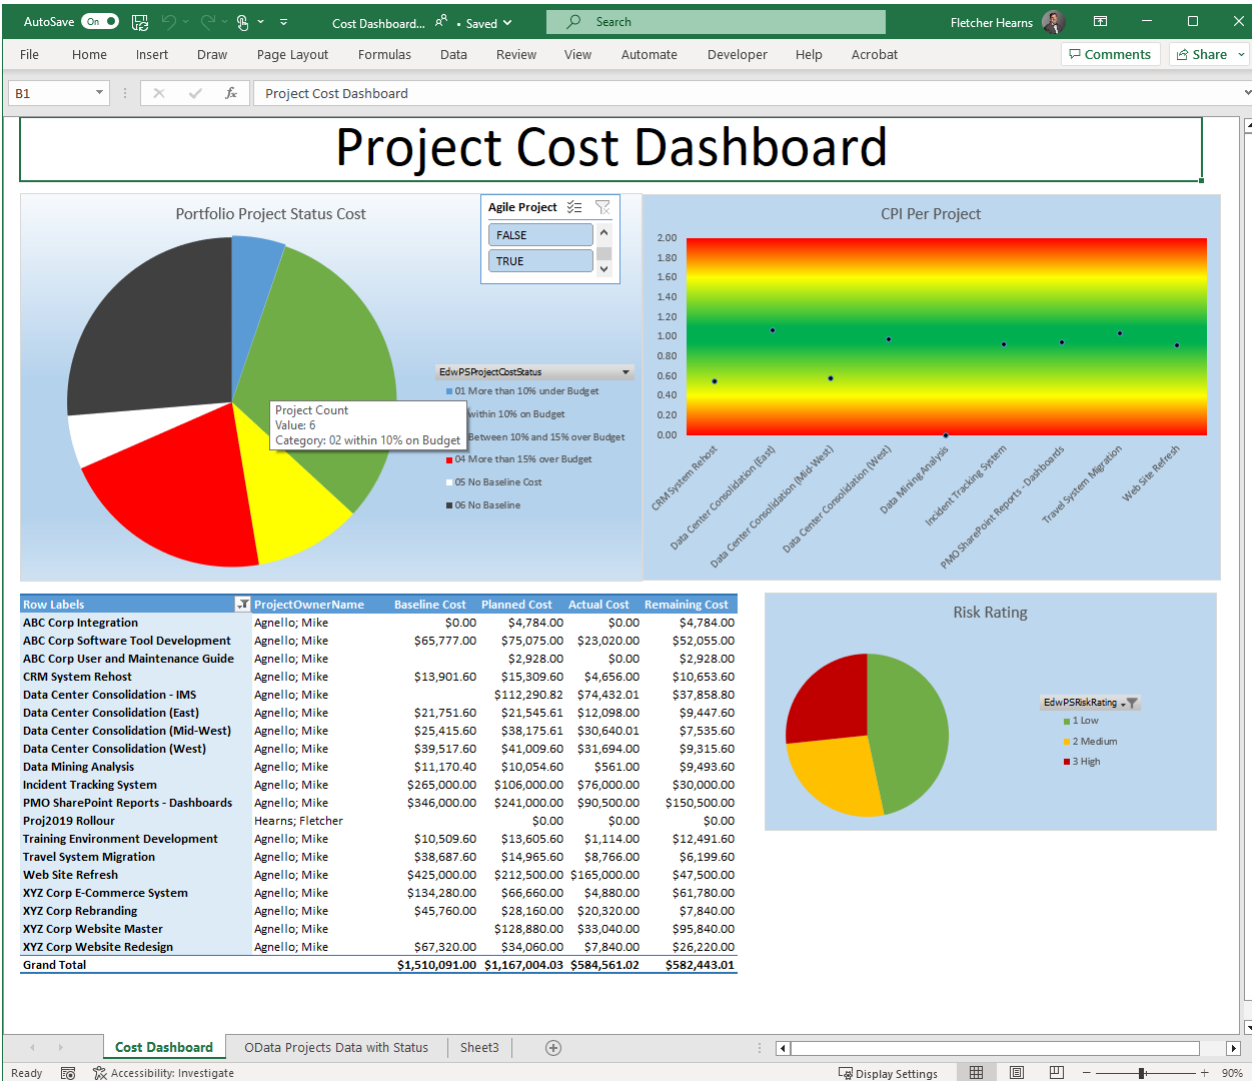 AutoSave On Cost Dashboard... • Saved Search Fletcher Hearns
File Home Insert Draw Page Layout Formulas Data Review View Automate Developer Help Acrobat Comments Share
B1 fx Project Cost Dashboard
Project Cost Dashboard
Portfolio Project Status Cost
Agile Project
FALSE
TRUE
EdwPSProjectCostStatus
01 More than 10% under Budget
within 10% on Budget
Between 10% and 15% over Budget
04 More than 15% over Budget
05 No Baseline Cost
06 No Baseline
Project Count
Value: 6
Category: 02 within 10% on Budget
CPI Per Project
2.00
1.80
1.60
1.40
1.20
1.00
0.80
0.60
0.40
0.20
0.00
CRM System Rehost
Data Center Consolidation (East)
Data Center Consolidation (Mid-West)
Data Center Consolidation (West)
Data Mining Analysis
Incident Tracking System
PMO SharePoint Reports - Dashboards
Travel System Migration
Web Site Refresh
Row Labels ProjectOwnerName Baseline Cost Planned Cost Actual Cost Remaining Cost
ABC Corp Integration Agnello; Mike $0.00 $4,784.00 $0.00 $4,784.00
ABC Corp Software Tool Development Agnello; Mike $65,777.00 $75,075.00 $23,020.00 $52,055.00
ABC Corp User and Maintenance Guide Agnello; Mike $2,928.00 $0.00 $2,928.00
CRM System Rehost Agnello; Mike $13,901.60 $15,309.60 $4,656.00 $10,653.60
Data Center Consolidation - IMS Agnello; Mike $112,290.82 $74,432.01 $37,858.80
Data Center Consolidation (East) Agnello; Mike $21,751.60 $21,545.61 $12,098.00 $9,447.60
Data Center Consolidation (Mid-West) Agnello; Mike $25,415.60 $38,175.61 $30,640.01 $7,535.60
Data Center Consolidation (West) Agnello; Mike $39,517.60 $41,009.60 $31,694.00 $9,315.60
Data Mining Analysis Agnello; Mike $11,170.40 $10,054.60 $561.00 $9,493.60
Incident Tracking System Agnello; Mike $265,000.00 $106,000.00 $76,000.00 $30,000.00
PMO SharePoint Reports - Dashboards Agnello; Mike $346,000.00 $241,000.00 $90,500.00 $150,500.00
Proj2019 Rollour Hearns; Fletcher $0.00 $0.00 $0.00
Training Environment Development Agnello; Mike $10,509.60 $13,605.60 $1,114.00 $12,491.60
Travel System Migration Agnello; Mike $38,687.60 $14,965.60 $8,766.00 $6,199.60
Web Site Refresh Agnello; Mike $425,000.00 $212,500.00 $165,000.00 $47,500.00
XYZ Corp E-Commerce System Agnello; Mike $134,280.00 $66,660.00 $4,880.00 $61,780.00
XYZ Corp Rebranding Agnello; Mike $45,760.00 $28,160.00 $20,320.00 $7,840.00
XYZ Corp Website Master Agnello; Mike $128,880.00 $33,040.00 $95,840.00
XYZ Corp Website Redesign Agnello; Mike $67,320.00 $34,060.00 $7,840.00 $26,220.00
Grand Total $1,510,091.00 $1,167,004.03 $584,561.02 $582,443.01
Risk Rating
EdwPSRiskRating
1 Low
2 Medium
3 High
Cost Dashboard OData Projects Data with Status Sheet3
Ready Accessibility: Investigate Display Settings 90%